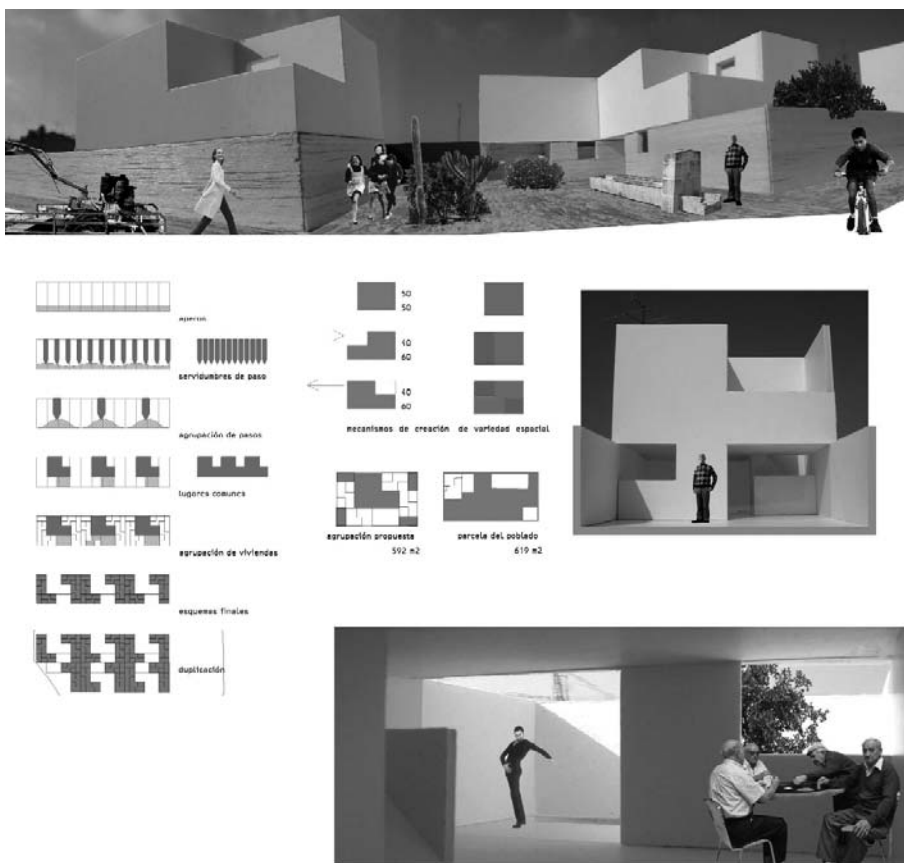 aperos
servidumbres de paso
agrupación de pasos
lugares comunes
agrupación de viviendas
esquemas finales
duplicación
50
50
40
60
40
60
mecanismos de creación de variedad espacial
agrupación propuesta
592 m2
parcela del poblado
619 m2